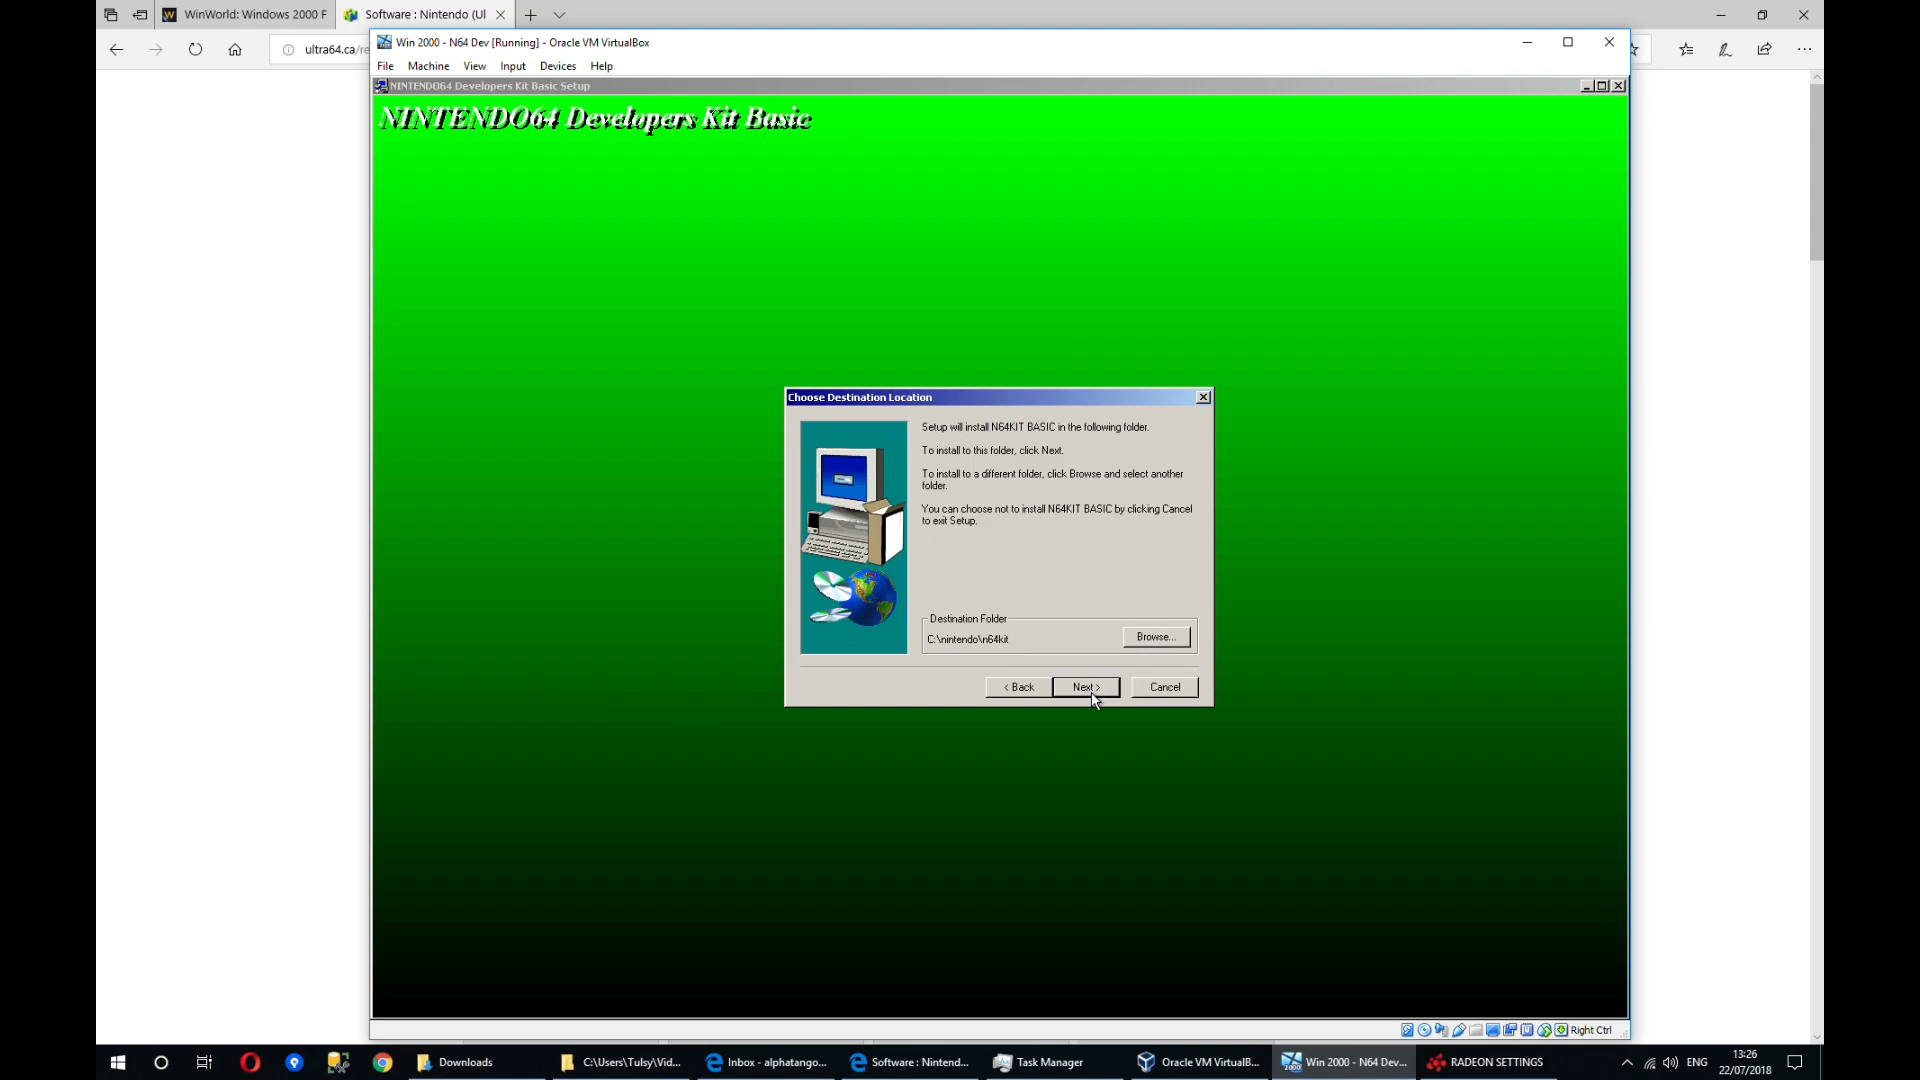 WinWorld: Windows 2000 F
Software : Nintendo (Ul
ultra64.ca/re
Win 2000 - N64 Dev [Running] - Oracle VM VirtualBox
File Machine View Input Devices Help
NINTENDO64 Developers Kit Basic Setup
NINTENDO64 Developers Kit Basic
Choose Destination Location
Setup will install N64KIT BASIC in the following folder.
To install to this folder, click Next.
To install to a different folder, click Browse and select another
folder.
You can choose not to install N64KIT BASIC by clicking Cancel
to exit Setup.
Destination Folder
C:\nintendo\n64kit
Browse...
< Back
Next >
Cancel
Right Ctrl
Downloads
C:\Users\Tulsy\Vid...
Inbox - alphatango...
Software : Nintend...
Task Manager
Oracle VM VirtualB...
Win 2000 - N64 Dev...
RADEON SETTINGS
ENG
13:26
22/07/2018